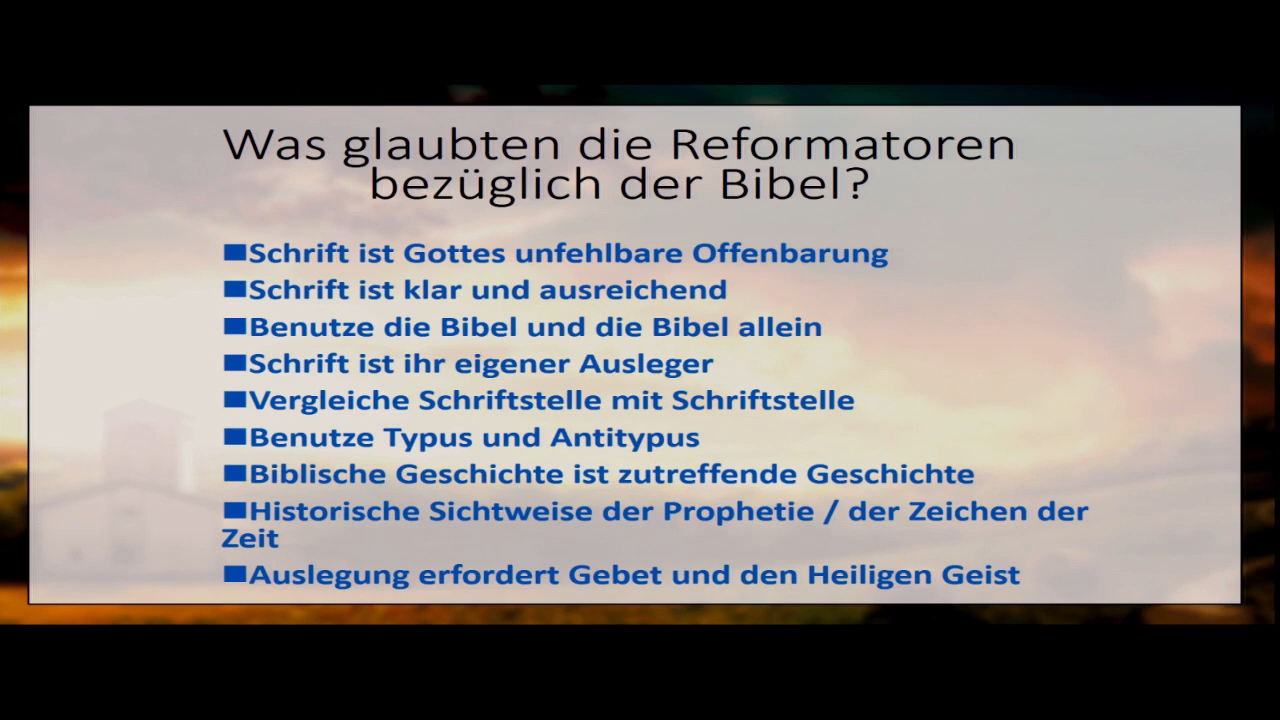 Was glaubten die Reformatoren
bezüglich der Bibel?
■Schrift ist Gottes unfehlbare Offenbarung
■Schrift ist klar und ausreichend
■Benutze die Bibel und die Bibel allein
■Schrift ist ihr eigener Ausleger
■Vergleiche Schriftstelle mit Schriftstelle
■Benutze Typus und Antitypus
■Biblische Geschichte ist zutreffende Geschichte
■Historische Sichtweise der Prophetie / der Zeichen der
Zeit
■Auslegung erfordert Gebet und den Heiligen Geist